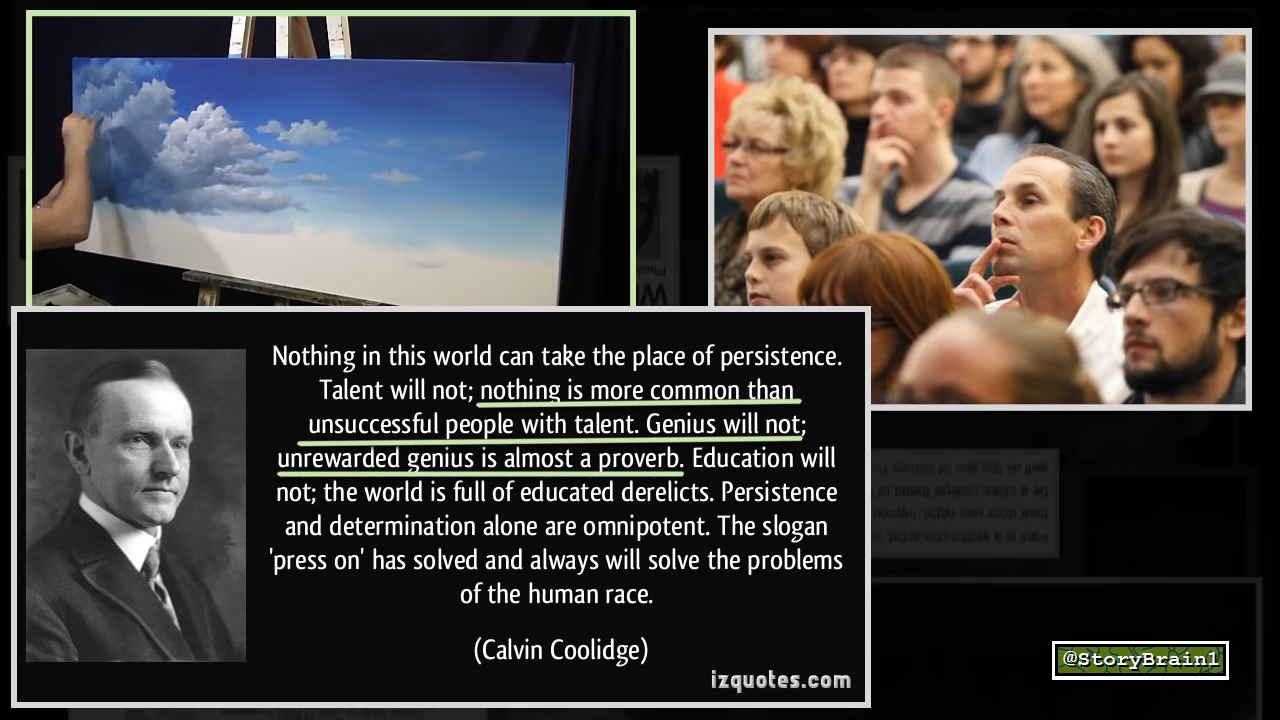 Nothing in this world can take the place of persistence.
Talent will not; nothing is more common than
unsuccessful people with talent. Genius will not;
unrewarded genius is almost a proverb. Education will
not; the world is full of educated derelicts. Persistence
and determination alone are omnipotent. The slogan
'press on' has solved and always will solve the problems
of the human race.
(Calvin Coolidge)
izquotes.com
@StoryBrain1